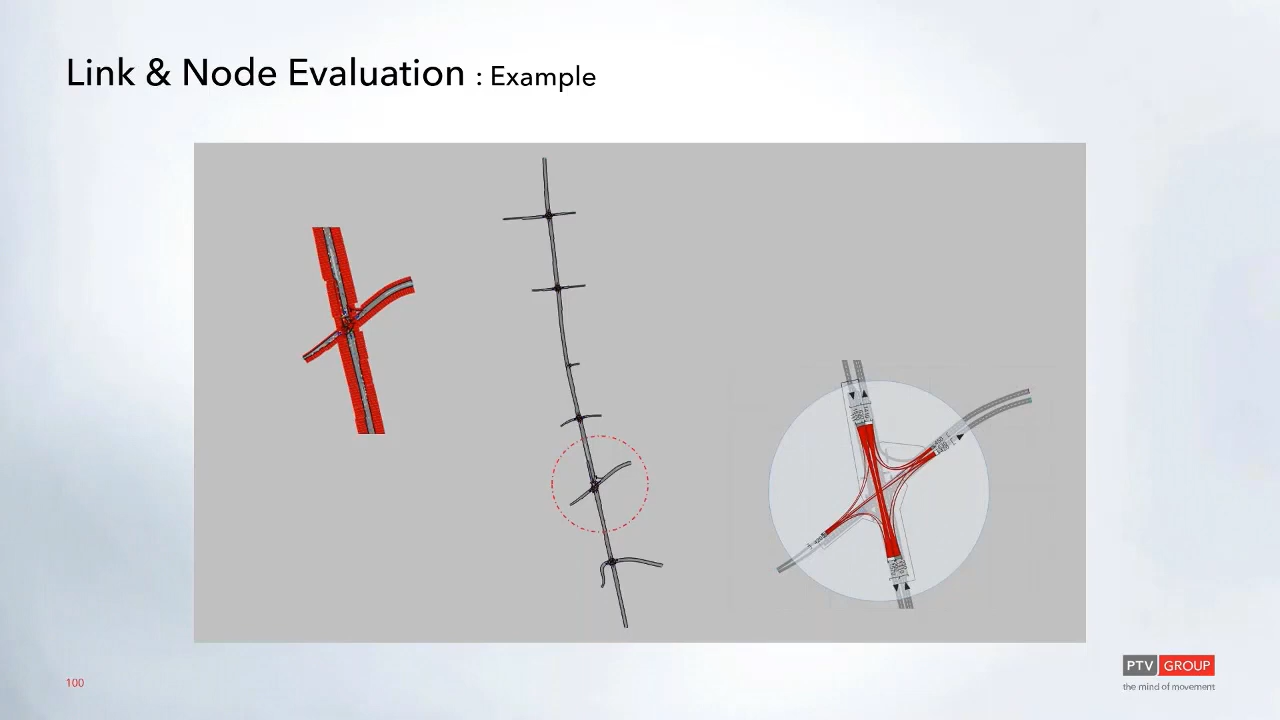 Link & Node Evaluation : Example
100
PTV GROUP
the mind of movement